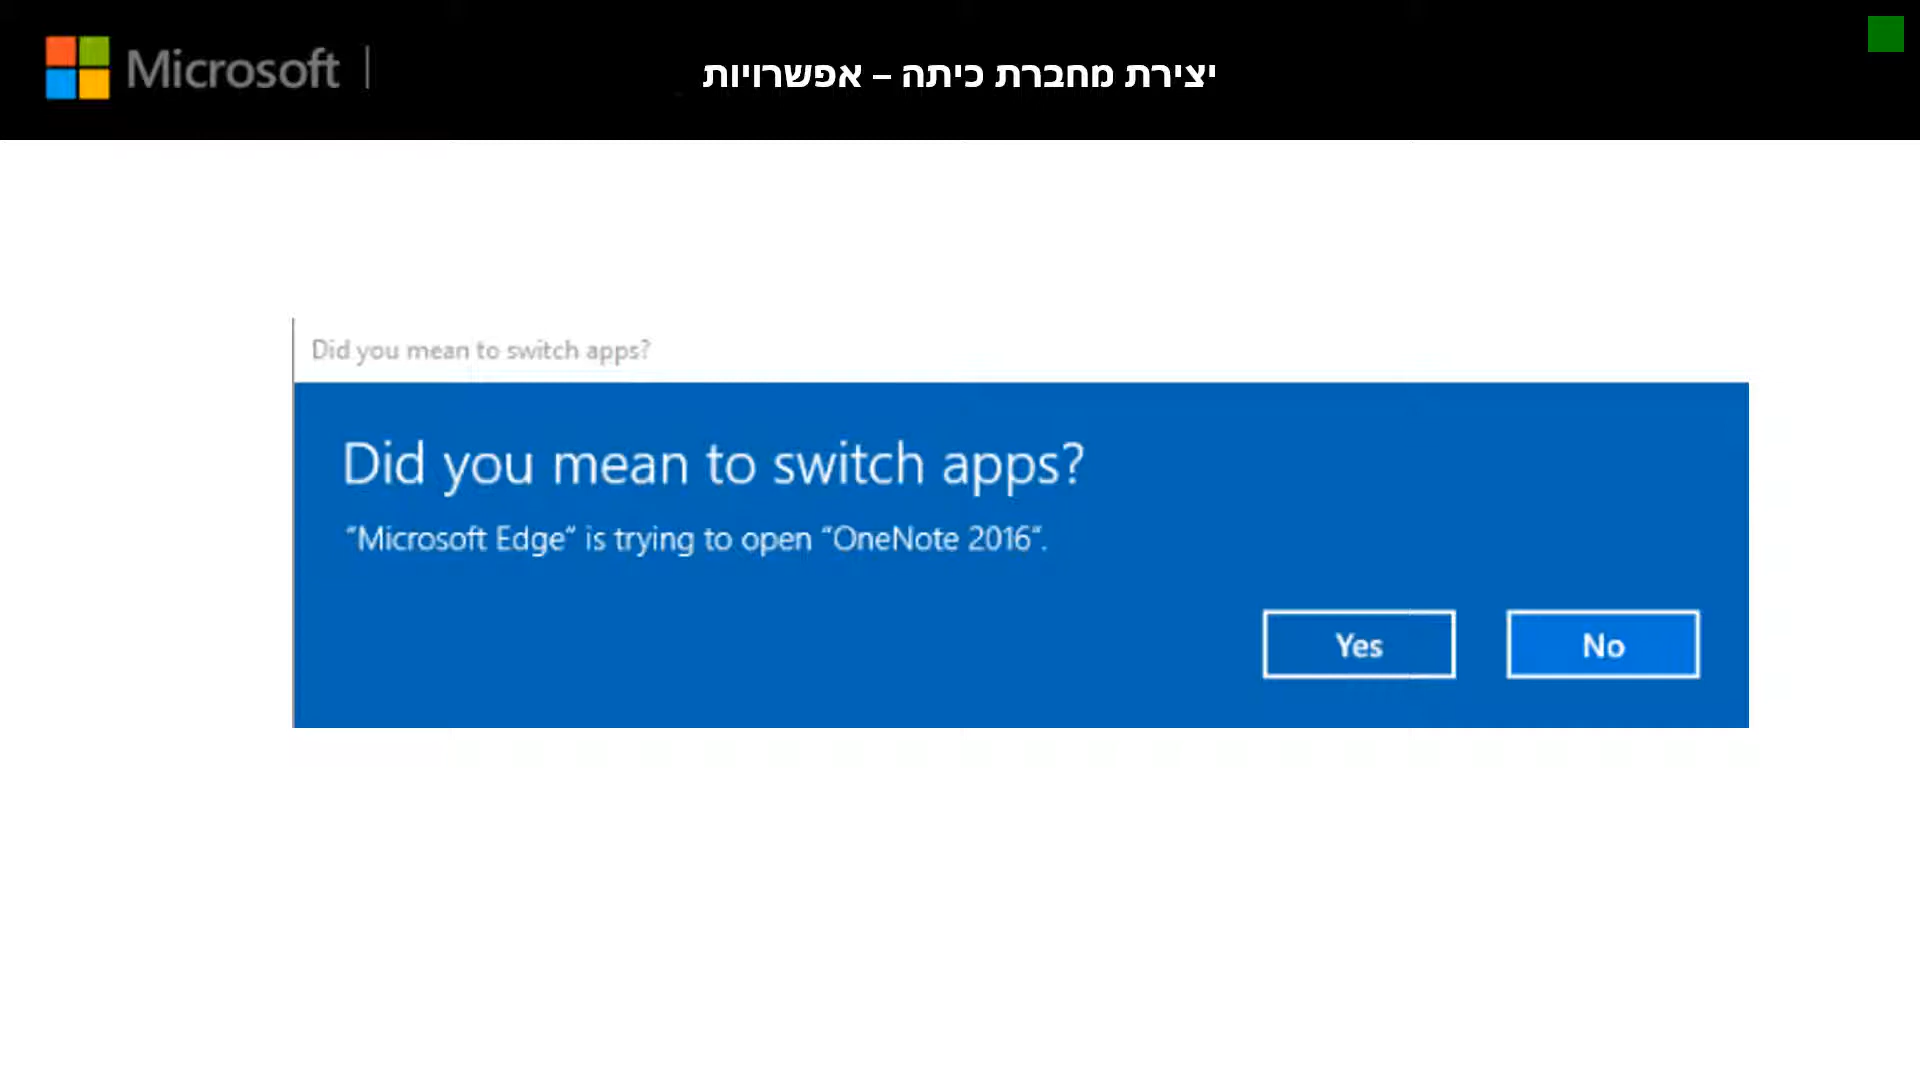 Microsoft
יצירת מחברת כיתה – אפשרויות
Did you mean to switch apps?
Did you mean to switch apps?
“Microsoft Edge“ is trying to open “OneNote 2016“.
Yes
No